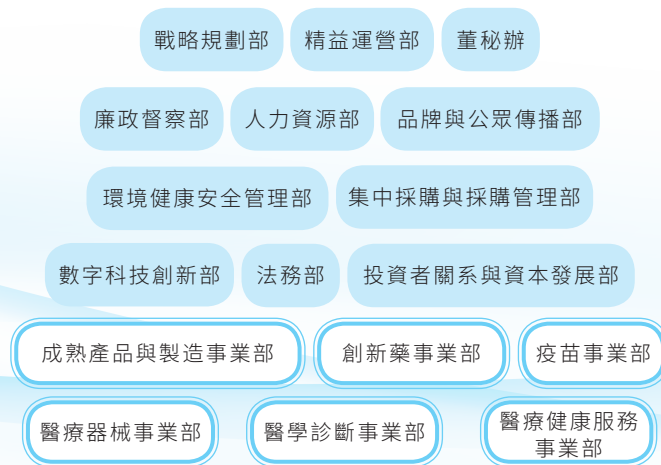 戰略規劃部 精益運營部 董秘辦
廉政督察部 人力資源部 品牌與公眾傳播部
環境健康安全管理部 集中採購與採購管理部
數字科技創新部 法務部 投資者關系與資本發展部
成熟產品與製造事業部 創新藥事業部 疫苗事業部
醫療器械事業部 醫學診斷事業部 醫療健康服務
事業部